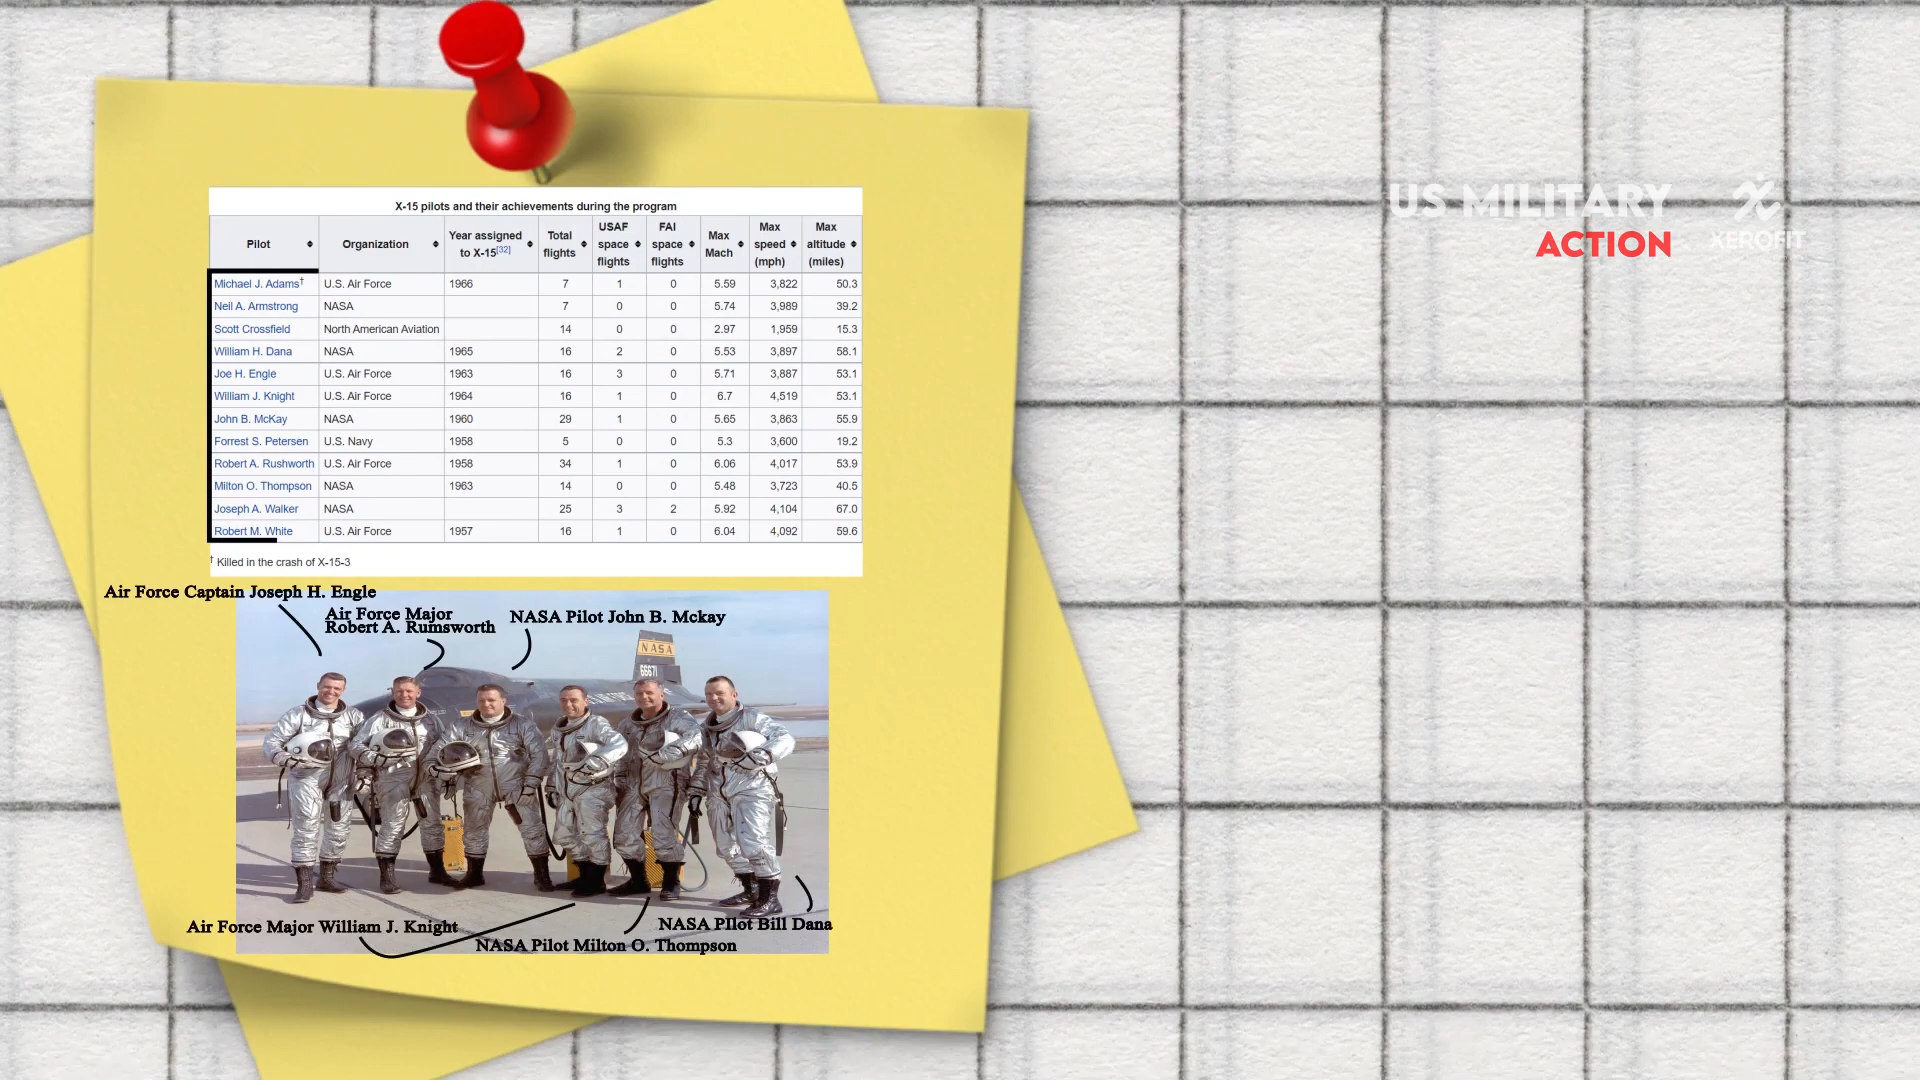 US MILITARY
ACTION
XEROFIT
X-15 pilots and their achievements during the program
Pilot Organization Year assigned to X-15[32] Total flights USAF space flights FAI space flights Max Mach Max speed (mph) Max altitude (miles)
Michael J. Adams† U.S. Air Force 1966 7 1 0 5.59 3,822 50.3
Neil A. Armstrong NASA 7 0 0 5.74 3,989 39.2
Scott Crossfield North American Aviation 14 0 0 2.97 1,959 15.3
William H. Dana NASA 1965 16 2 0 5.53 3,897 58.1
Joe H. Engle U.S. Air Force 1963 16 3 0 5.71 3,887 53.1
William J. Knight U.S. Air Force 1964 16 1 0 6.7 4,519 53.1
John B. McKay NASA 1960 29 1 0 5.65 3,863 55.9
Forrest S. Petersen U.S. Navy 1958 5 0 0 5.3 3,600 19.2
Robert A. Rushworth U.S. Air Force 1958 34 1 0 6.06 4,017 53.9
Milton O. Thompson NASA 1963 14 0 0 5.48 3,723 40.5
Joseph A. Walker NASA 25 3 2 5.92 4,104 67.0
Robert M. White U.S. Air Force 1957 16 1 0 6.04 4,092 59.6
† Killed in the crash of X-15-3
Air Force Captain Joseph H. Engle
Air Force Major
Robert A. Rumsworth
NASA Pilot John B. Mckay
NASA
66671
Air Force Major William J. Knight
NASA PIlot Bill Dana
NASA Pilot Milton O. Thompson